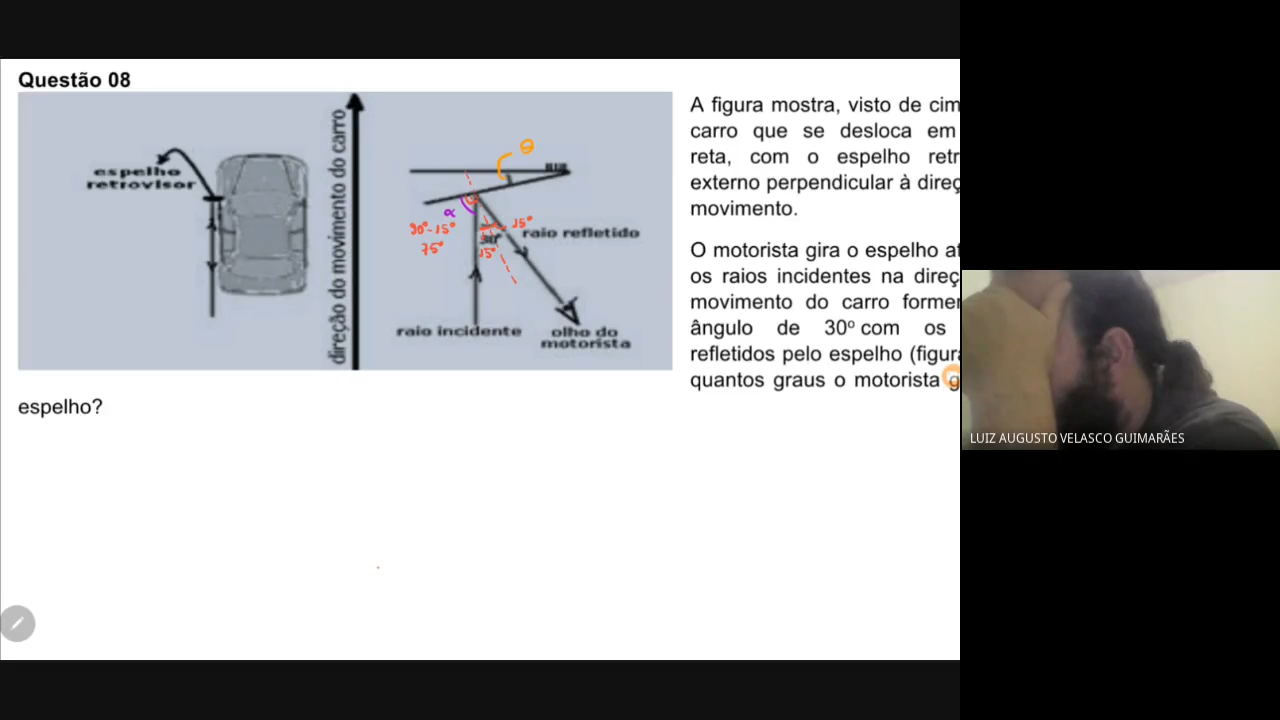 Questão 08
espelho
retrovisor
direção do movimento do carro
θ
α
90°-15°
75°
30°
15°
15°
raio refletido
raio incidente
olho do
motorista
A figura mostra, visto de cim
carro que se desloca em
reta, com o espelho retr
externo perpendicular à direç
movimento.
O motorista gira o espelho at
os raios incidentes na direç
movimento do carro former
ângulo de 30º com os
refletidos pelo espelho (figura
quantos graus o motorista g
espelho?
LUIZ AUGUSTO VELASCO GUIMARÃES